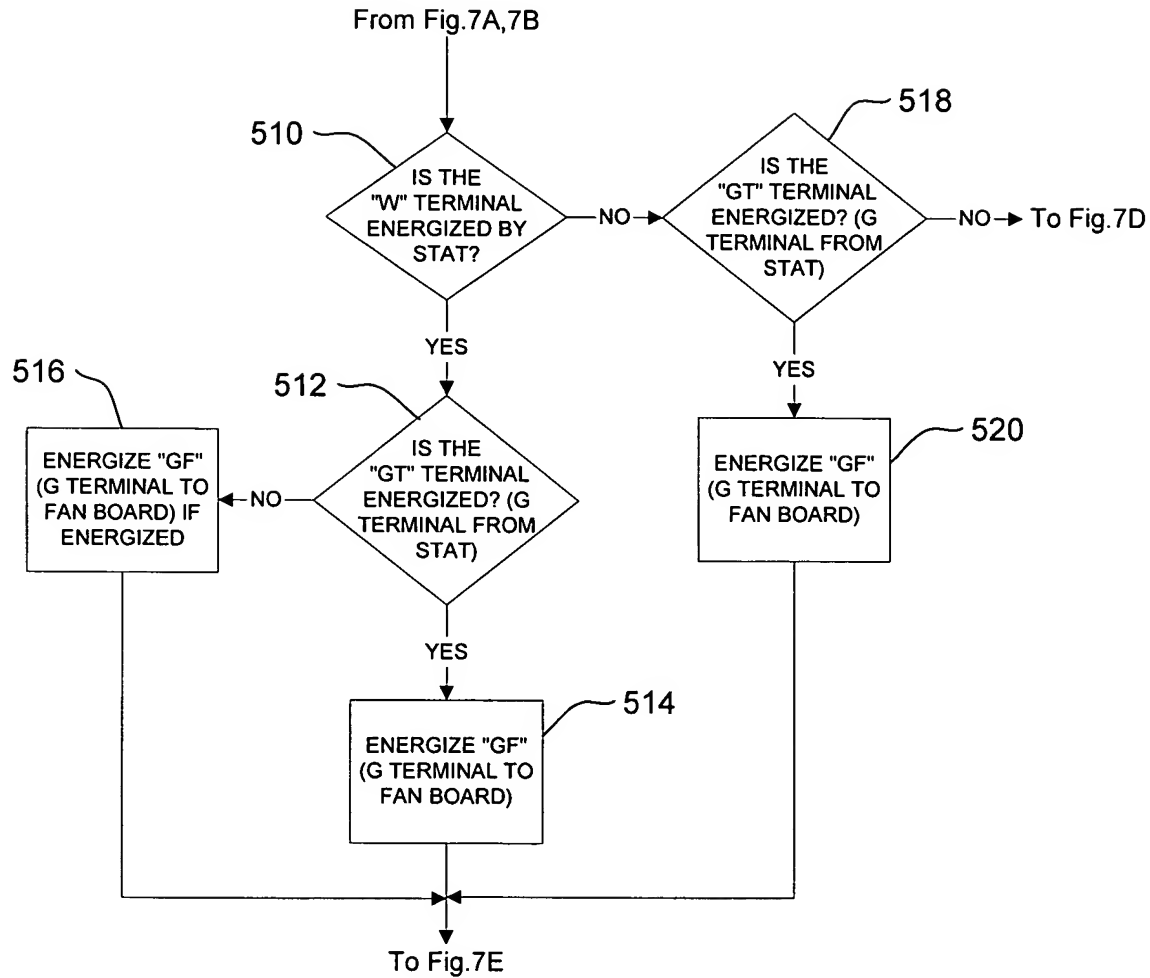 From Fig.7A,7B
510
IS THE
"W" TERMINAL
ENERGIZED BY
STAT?
NO
518
IS THE
"GT" TERMINAL
ENERGIZED? (G
TERMINAL FROM
STAT)
NO
To Fig.7D
YES
YES
516
ENERGIZE "GF"
(G TERMINAL TO
FAN BOARD) IF
ENERGIZED
NO
512
IS THE
"GT" TERMINAL
ENERGIZED? (G
TERMINAL FROM
STAT)
520
ENERGIZE "GF"
(G TERMINAL TO
FAN BOARD)
YES
514
ENERGIZE "GF"
(G TERMINAL TO
FAN BOARD)
To Fig.7E